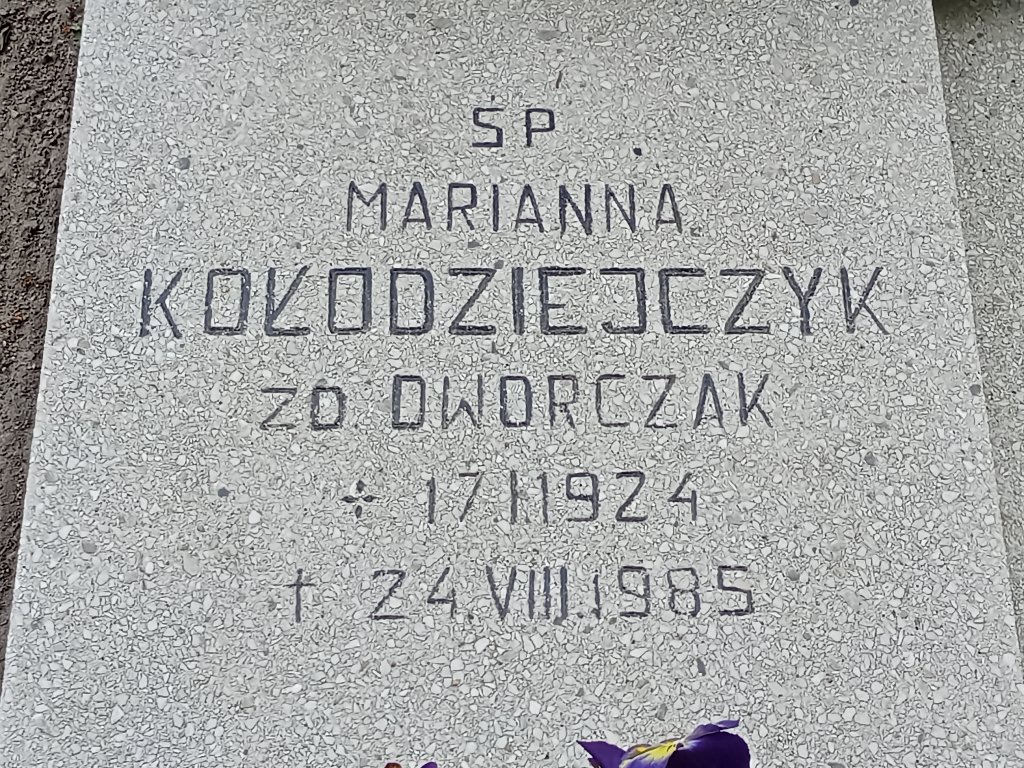 ŚP
MARIANNA
KOŁODZIEJCZYK
ZD. DWORCZAK
17 I 1924
† 24.VIII.1985